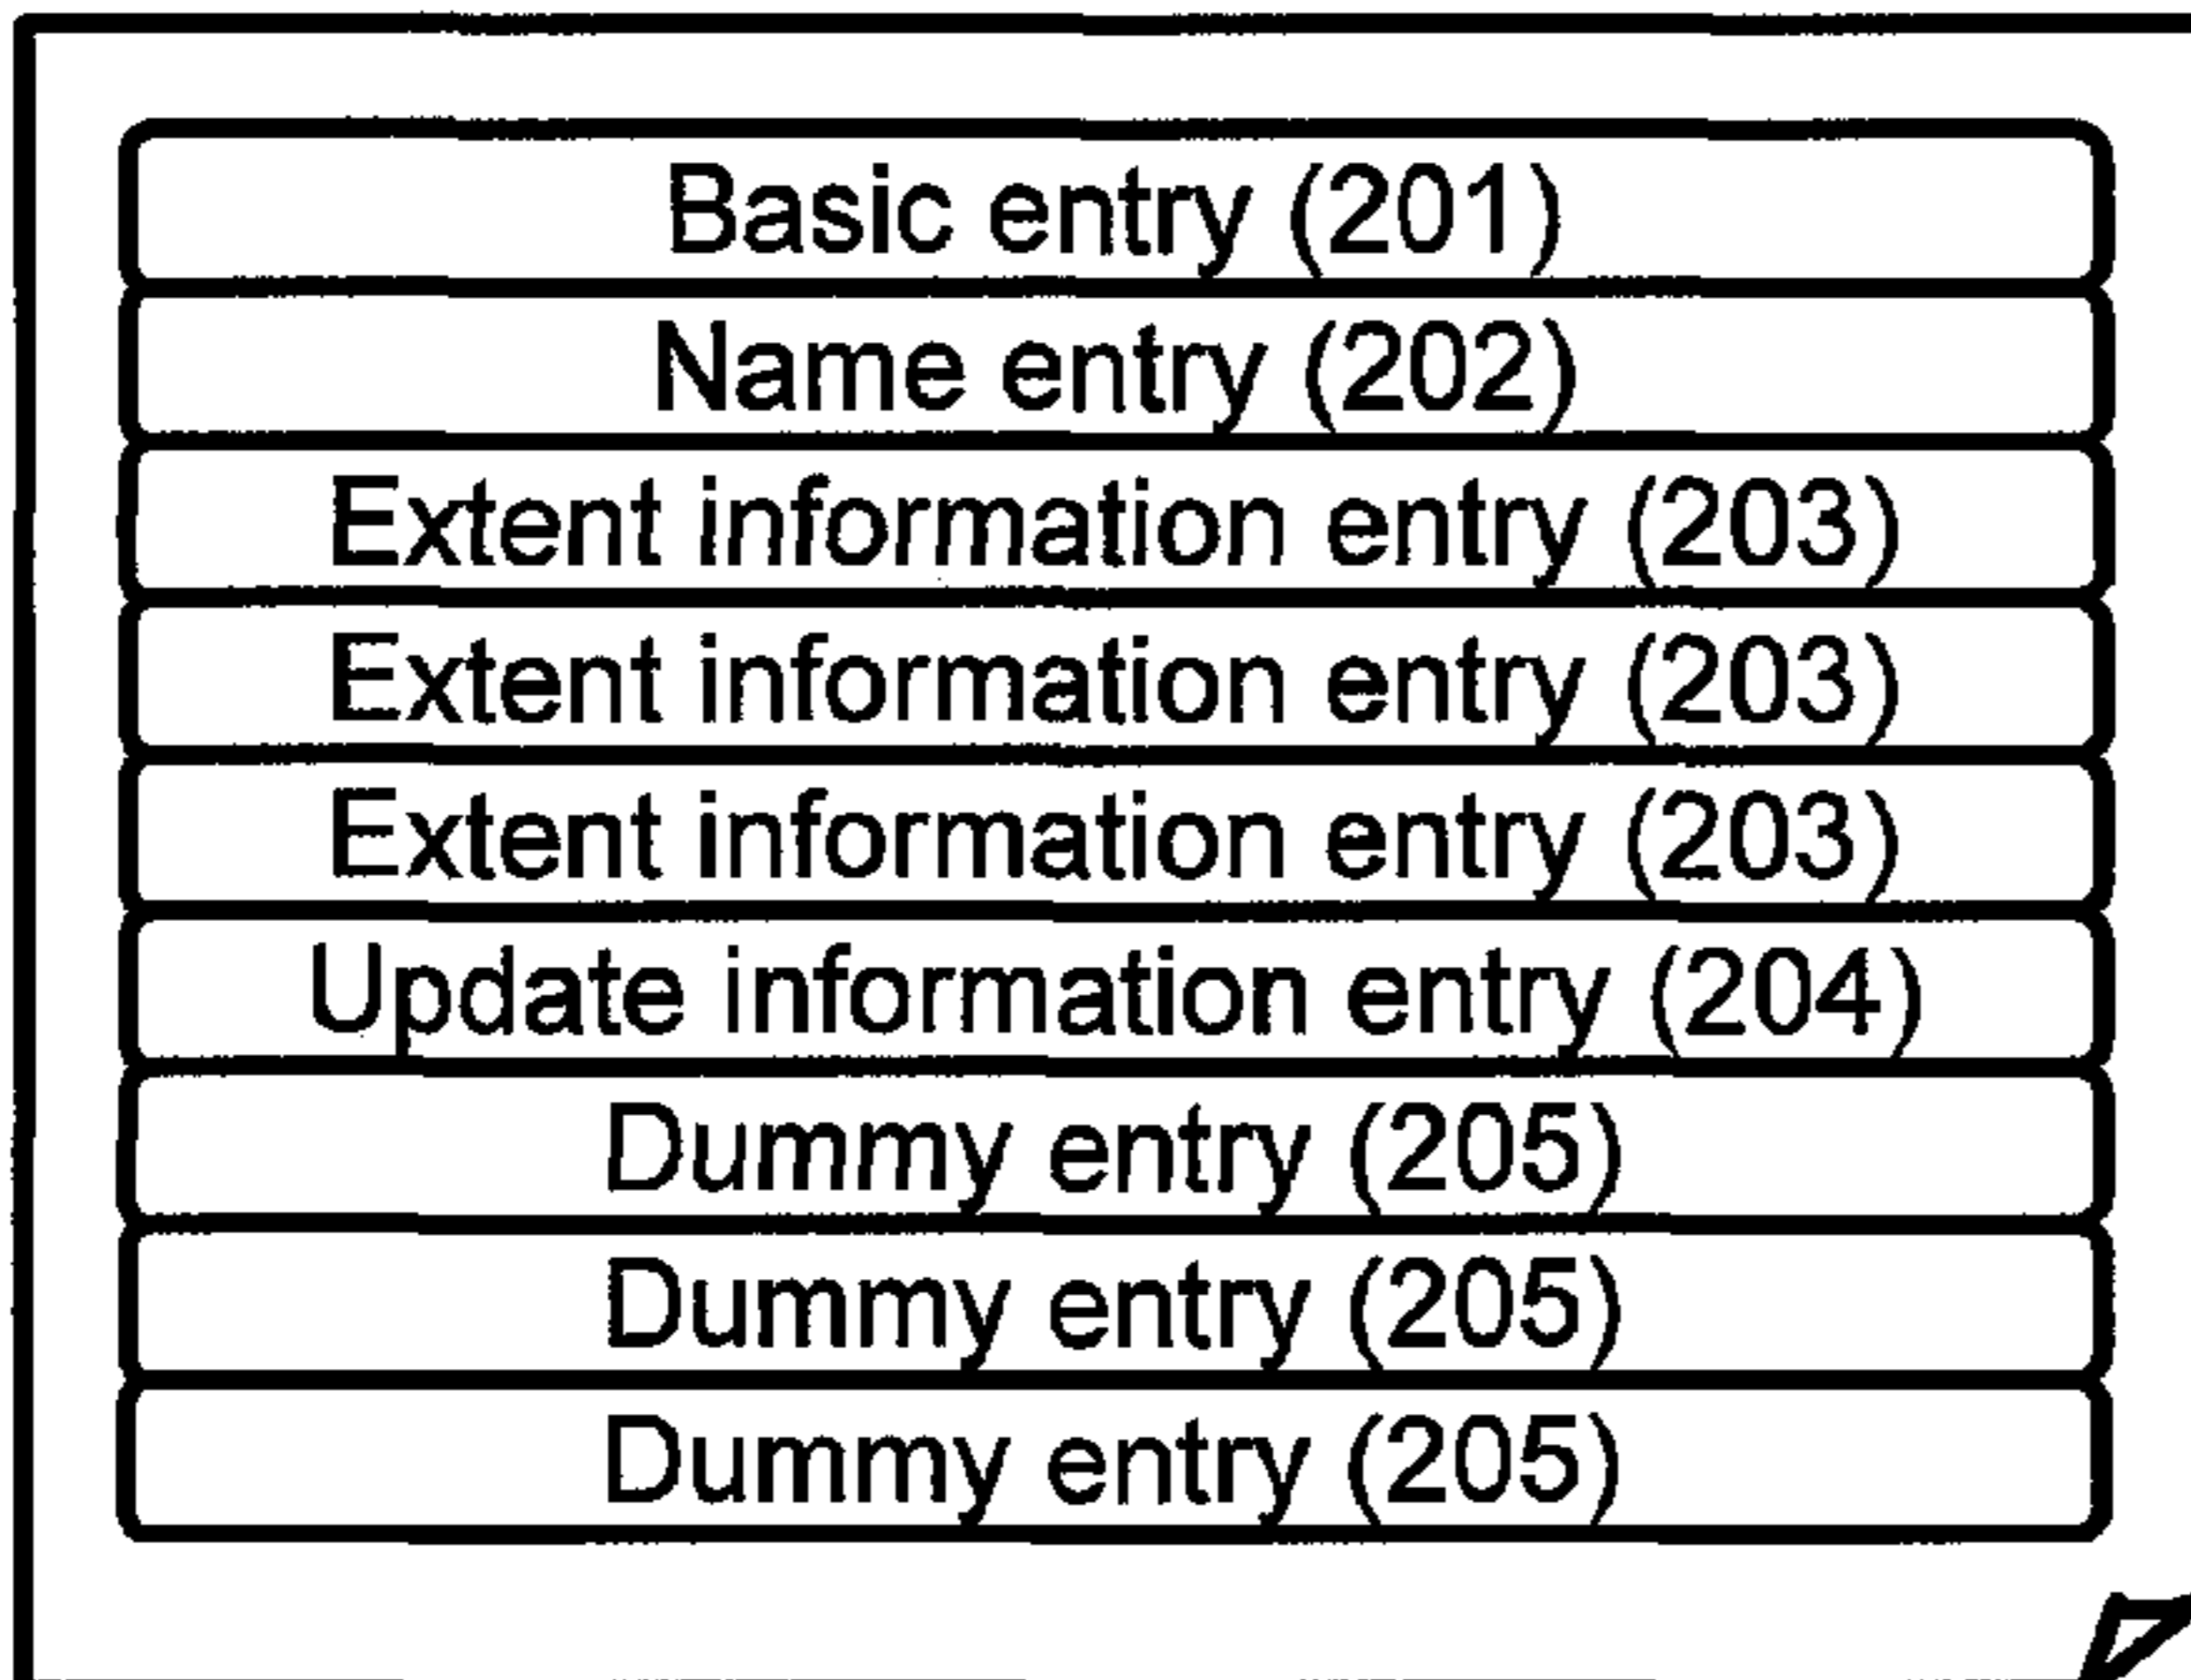 Basic entry (201)
Name entry (202)
Extent information entry (203)
Extent information entry (203)
Extent information entry (203)
Update information entry (204)
Dummy entry (205)
Dummy entry (205)
Dummy entry (205)